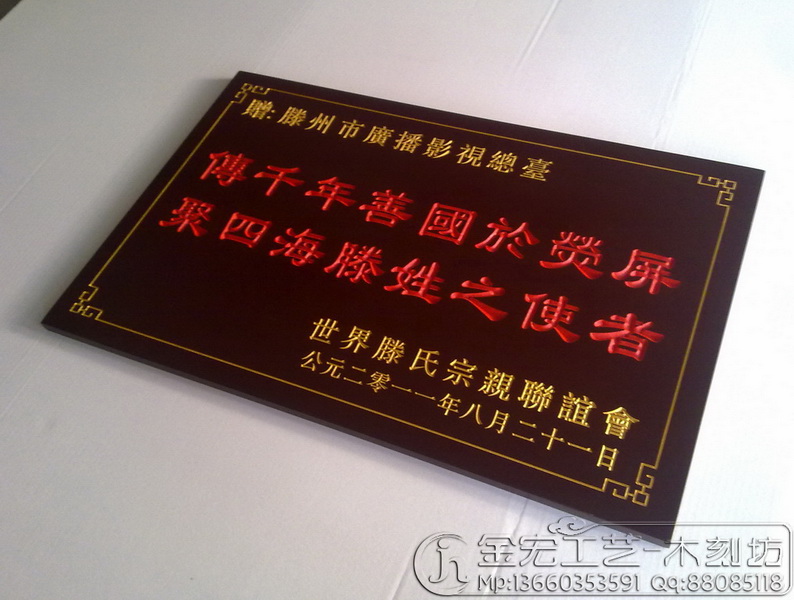 贈:滕州市廣播影視總臺
傳千年善國於熒屏
聚四海滕姓之使者
世界滕氏宗親聯誼會
公元二零一一年八月二十一日
金宏工艺-木刻坊
Mp:13660353591 QQ:88085118